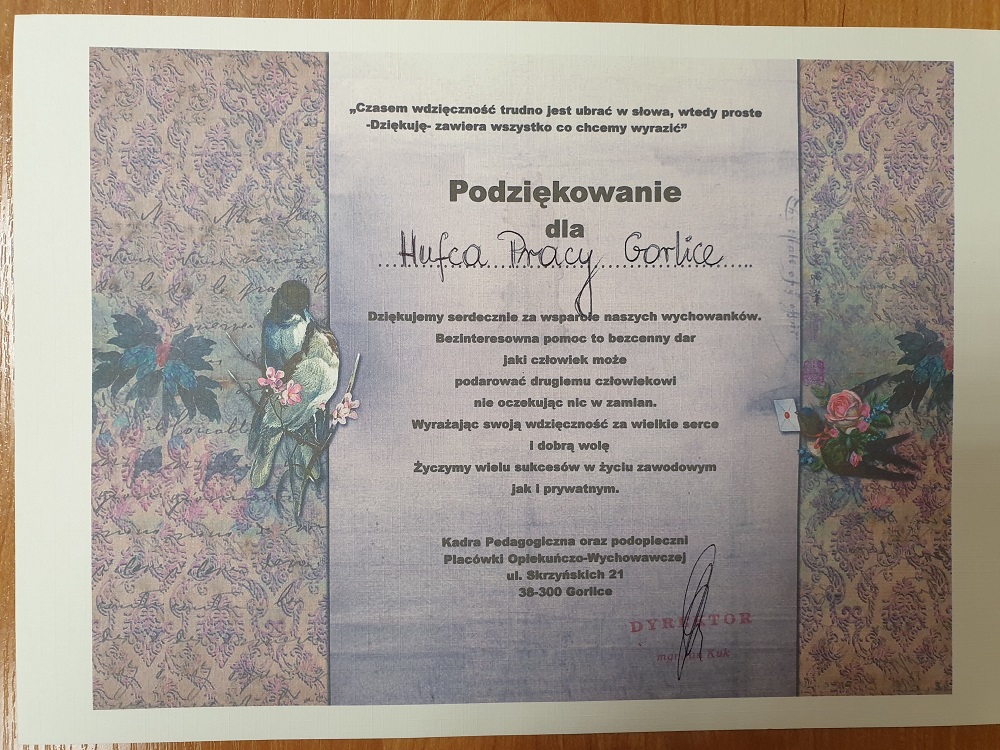 „Czasem wdzięczność trudno jest ubrać w słowa, wtedy proste
-Dziękuję- zawiera wszystko co chcemy wyrazić”
Podziękowanie
dla
Hufca Pracy Gorlice
Dziękujemy serdecznie za wsparcie naszych wychowanków.
Bezinteresowna pomoc to bezcenny dar
jaki człowiek może
podarować drugiemu człowiekowi
nie oczekując nic w zamian.
Wyrażając swoją wdzięczność za wielkie serce
i dobrą wolę
Życzymy wielu sukcesów w życiu zawodowym
jak i prywatnym.
Kadra Pedagogiczna oraz podopieczni
Placówki Opiekuńczo-Wychowawczej
ul. Skrzyńskich 21
38-300 Gorlice
DYREKTOR
Kuk